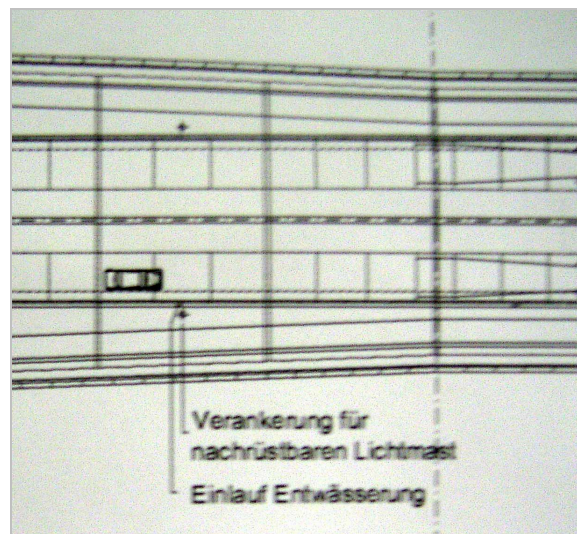 Verankerung für
nachrüstbaren Lichtmast
Einlauf Entwässerung